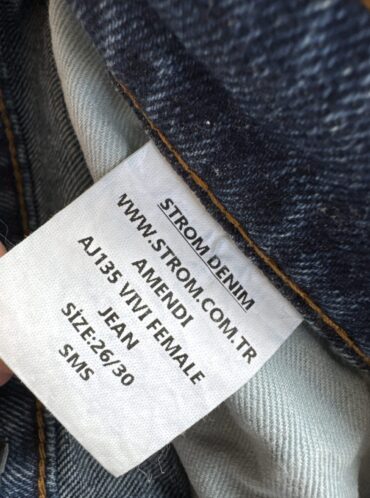 STROM DENIM
WWW.STROM.COM.TR
AMENDI
AJ135 VIVI FEMALE
JEAN
SİZE:26/30
SMS